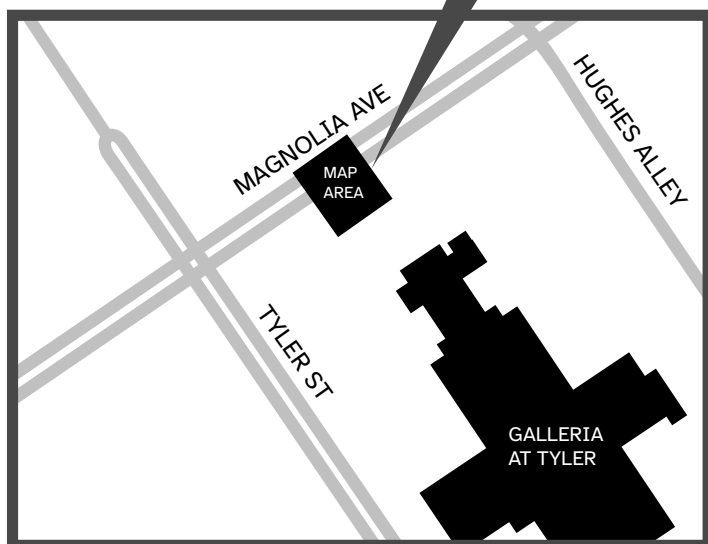 MAGNOLIA AVE
HUGHES ALLEY
MAP
AREA
TYLER ST
GALLERIA
AT TYLER